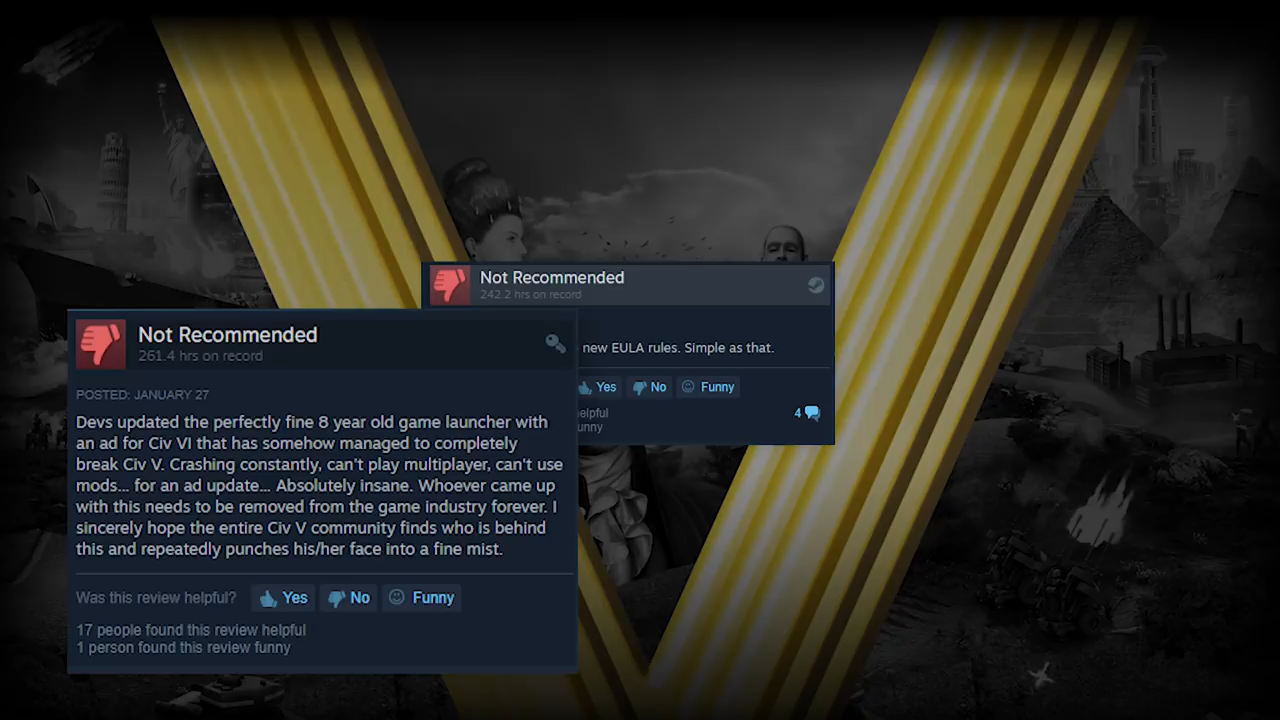 Not Recommended
242.2 hrs on record
new EULA rules. Simple as that.
Yes
No
Funny
elpful
unny
4
Not Recommended
261.4 hrs on record
POSTED: JANUARY 27
Devs updated the perfectly fine 8 year old game launcher with
an ad for Civ VI that has somehow managed to completely
break Civ V. Crashing constantly, can't play multiplayer, can't use
mods... for an ad update... Absolutely insane. Whoever came up
with this needs to be removed from the game industry forever. I
sincerely hope the entire Civ V community finds who is behind
this and repeatedly punches his/her face into a fine mist.
Was this review helpful? Yes No Funny
17 people found this review helpful
1 person found this review funny